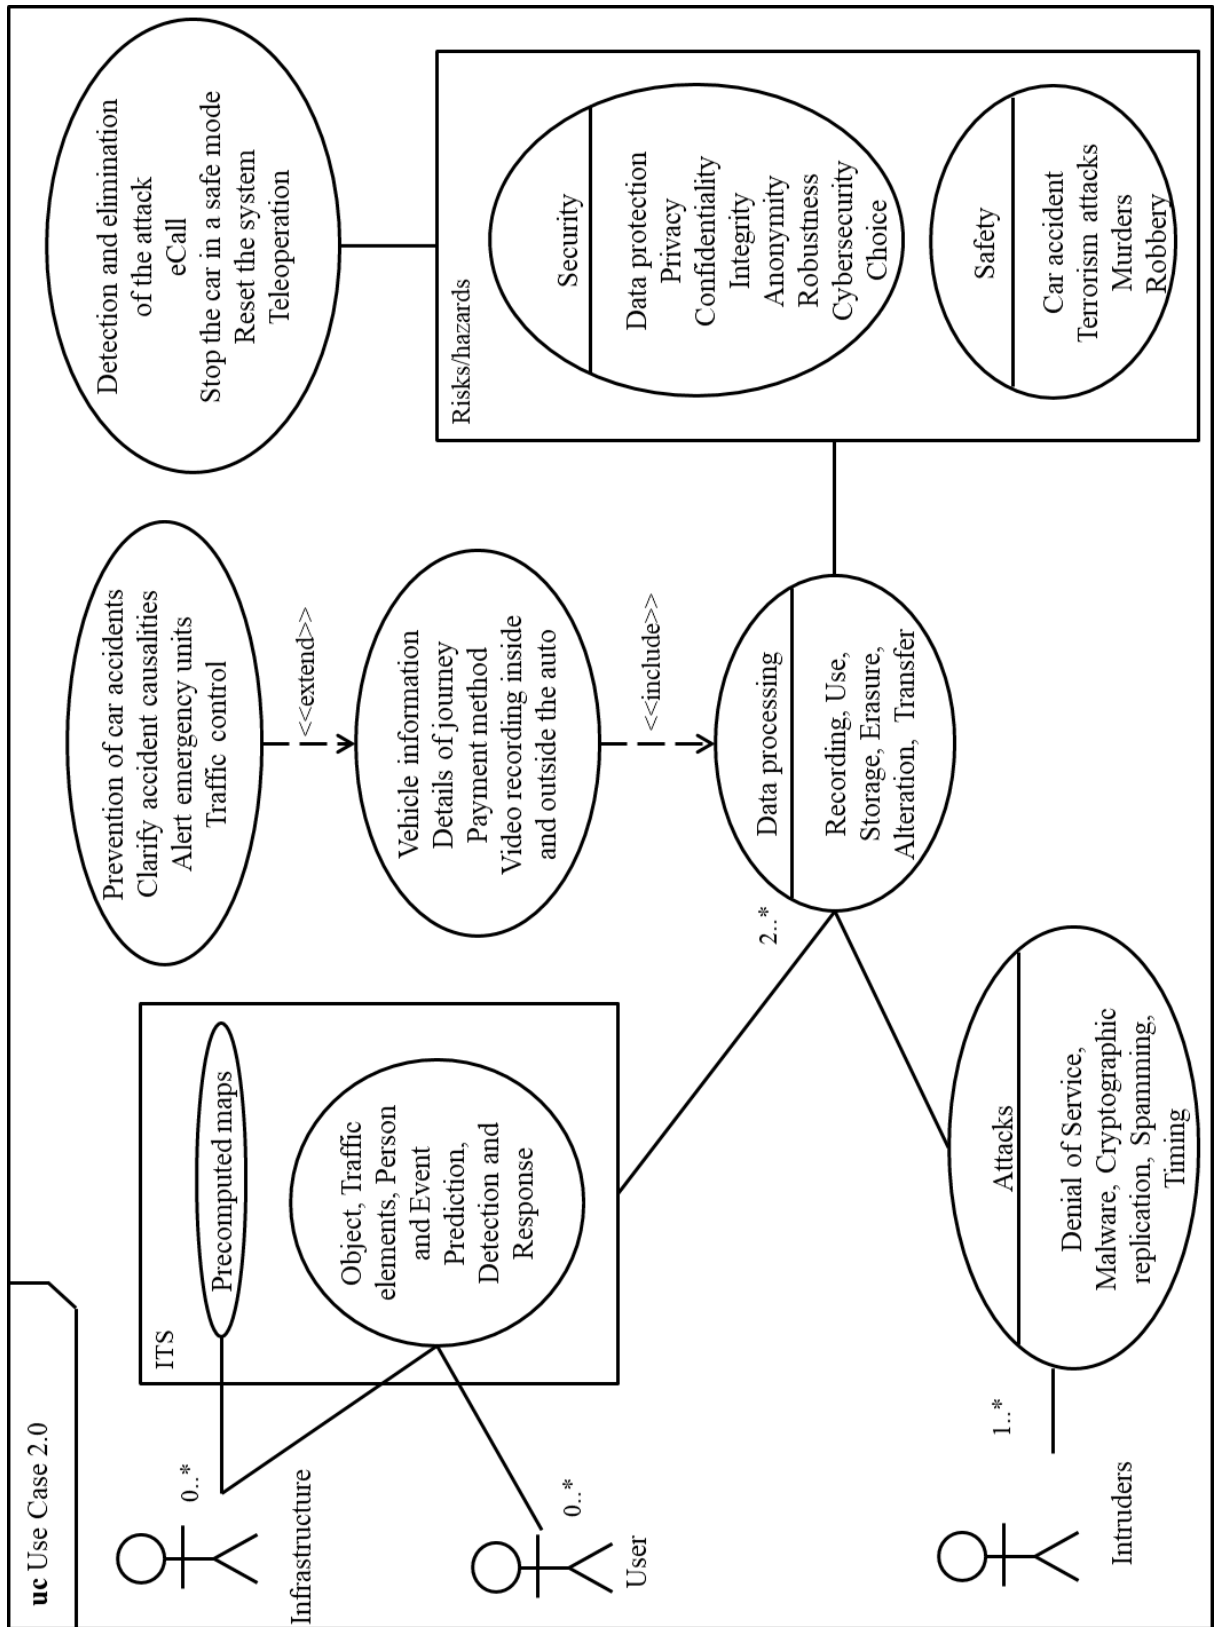 uc Use Case 2.0
0..*
Infrastructure
0..*
User
1..*
Intruders
ITS
Precomputed maps
Object, Traffic
elements, Person
and Event
Prediction,
Detection and
Response
Attacks
Denial of Service,
Malware, Cryptographic
replication, Spamming,
Timing
Prevention of car accidents
Clarify accident causalities
Alert emergency units
Traffic control
<<extend>>
Vehicle information
Details of journey
Payment method
Video recording inside
and outside the auto
<<include>>
2..*
Data processing
Recording, Use,
Storage, Erasure,
Alteration, Transfer
Detection and elimination
of the attack
eCall
Stop the car in a safe mode
Reset the system
Teleoperation
Risks/hazards
Security
Data protection
Privacy
Confidentiality
Integrity
Anonymity
Robustness
Cybersecurity
Choice
Safety
Car accident
Terrorism attacks
Murders
Robbery